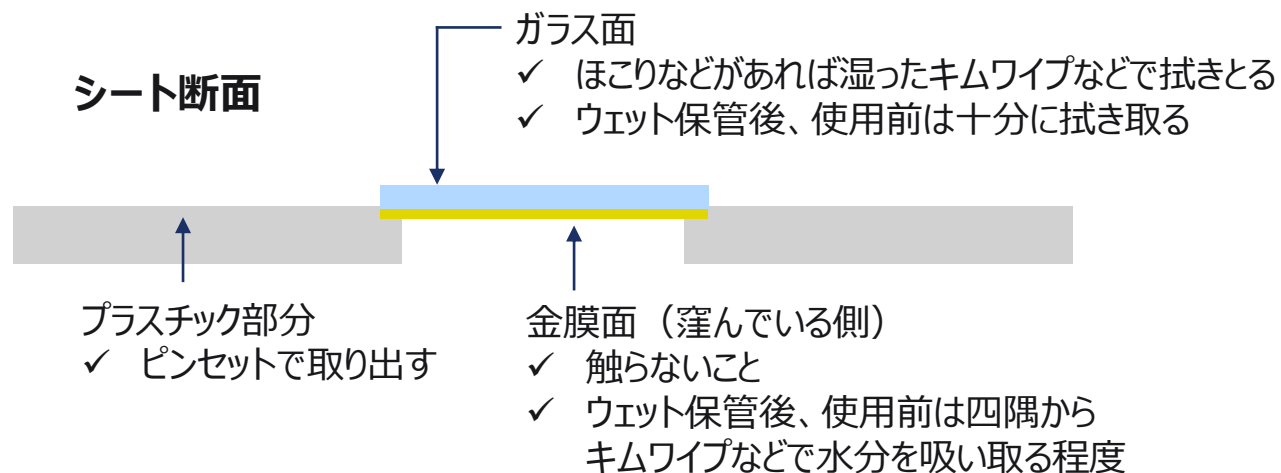 シート断面
ガラス面
✓ ほこりなどがあれば湿ったキムワイプなどで拭きとる
✓ ウェット保管後、使用前は十分に拭き取る
プラスチック部分
✓ ピンセットで取り出す
金膜面（窪んでいる側）
✓ 触らないこと
✓ ウェット保管後、使用前は四隅から
キムワイプなどで水分を吸い取る程度